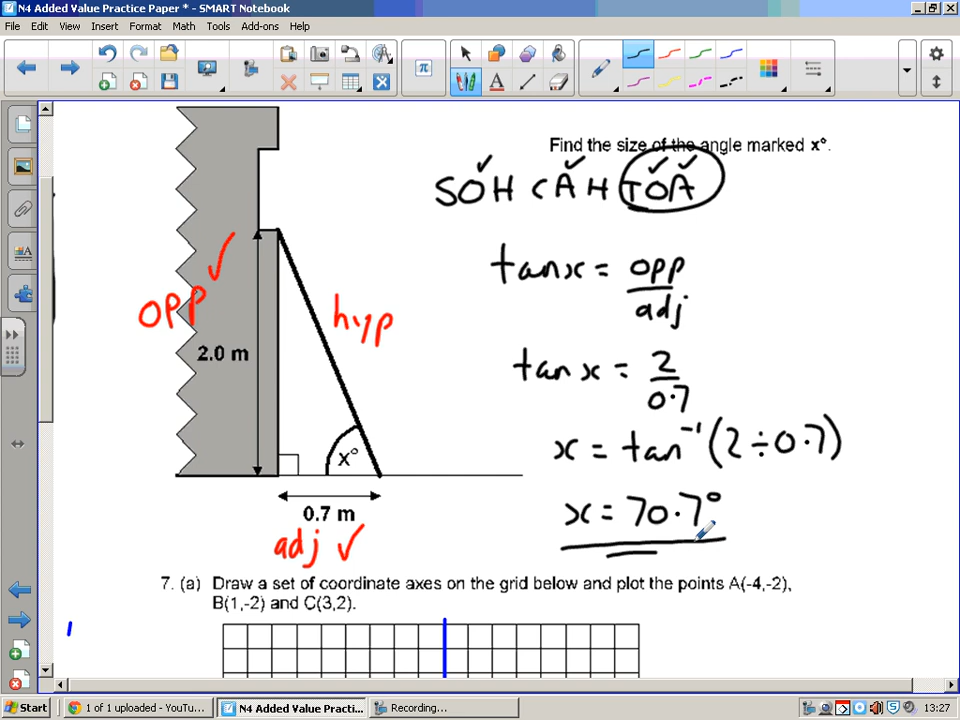 N4 Added Value Practice Paper * - SMART Notebook
File Edit View Insert Format Math Tools Add-ons Help
π
A
A
Find the size of the angle marked x°.
SOH CAH TOA
tan x = opp
adj
opp
hyp
2.0 m
tan x = 2
0.7
x = tan⁻¹ (2 ÷ 0.7)
x°
0.7 m
x = 70.7°
adj
7. (a) Draw a set of coordinate axes on the grid below and plot the points A(-4,-2),
B(1,-2) and C(3,2).
Start 1 of 1 uploaded - YouTu... N4 Added Value Practi... Recording... 13:27